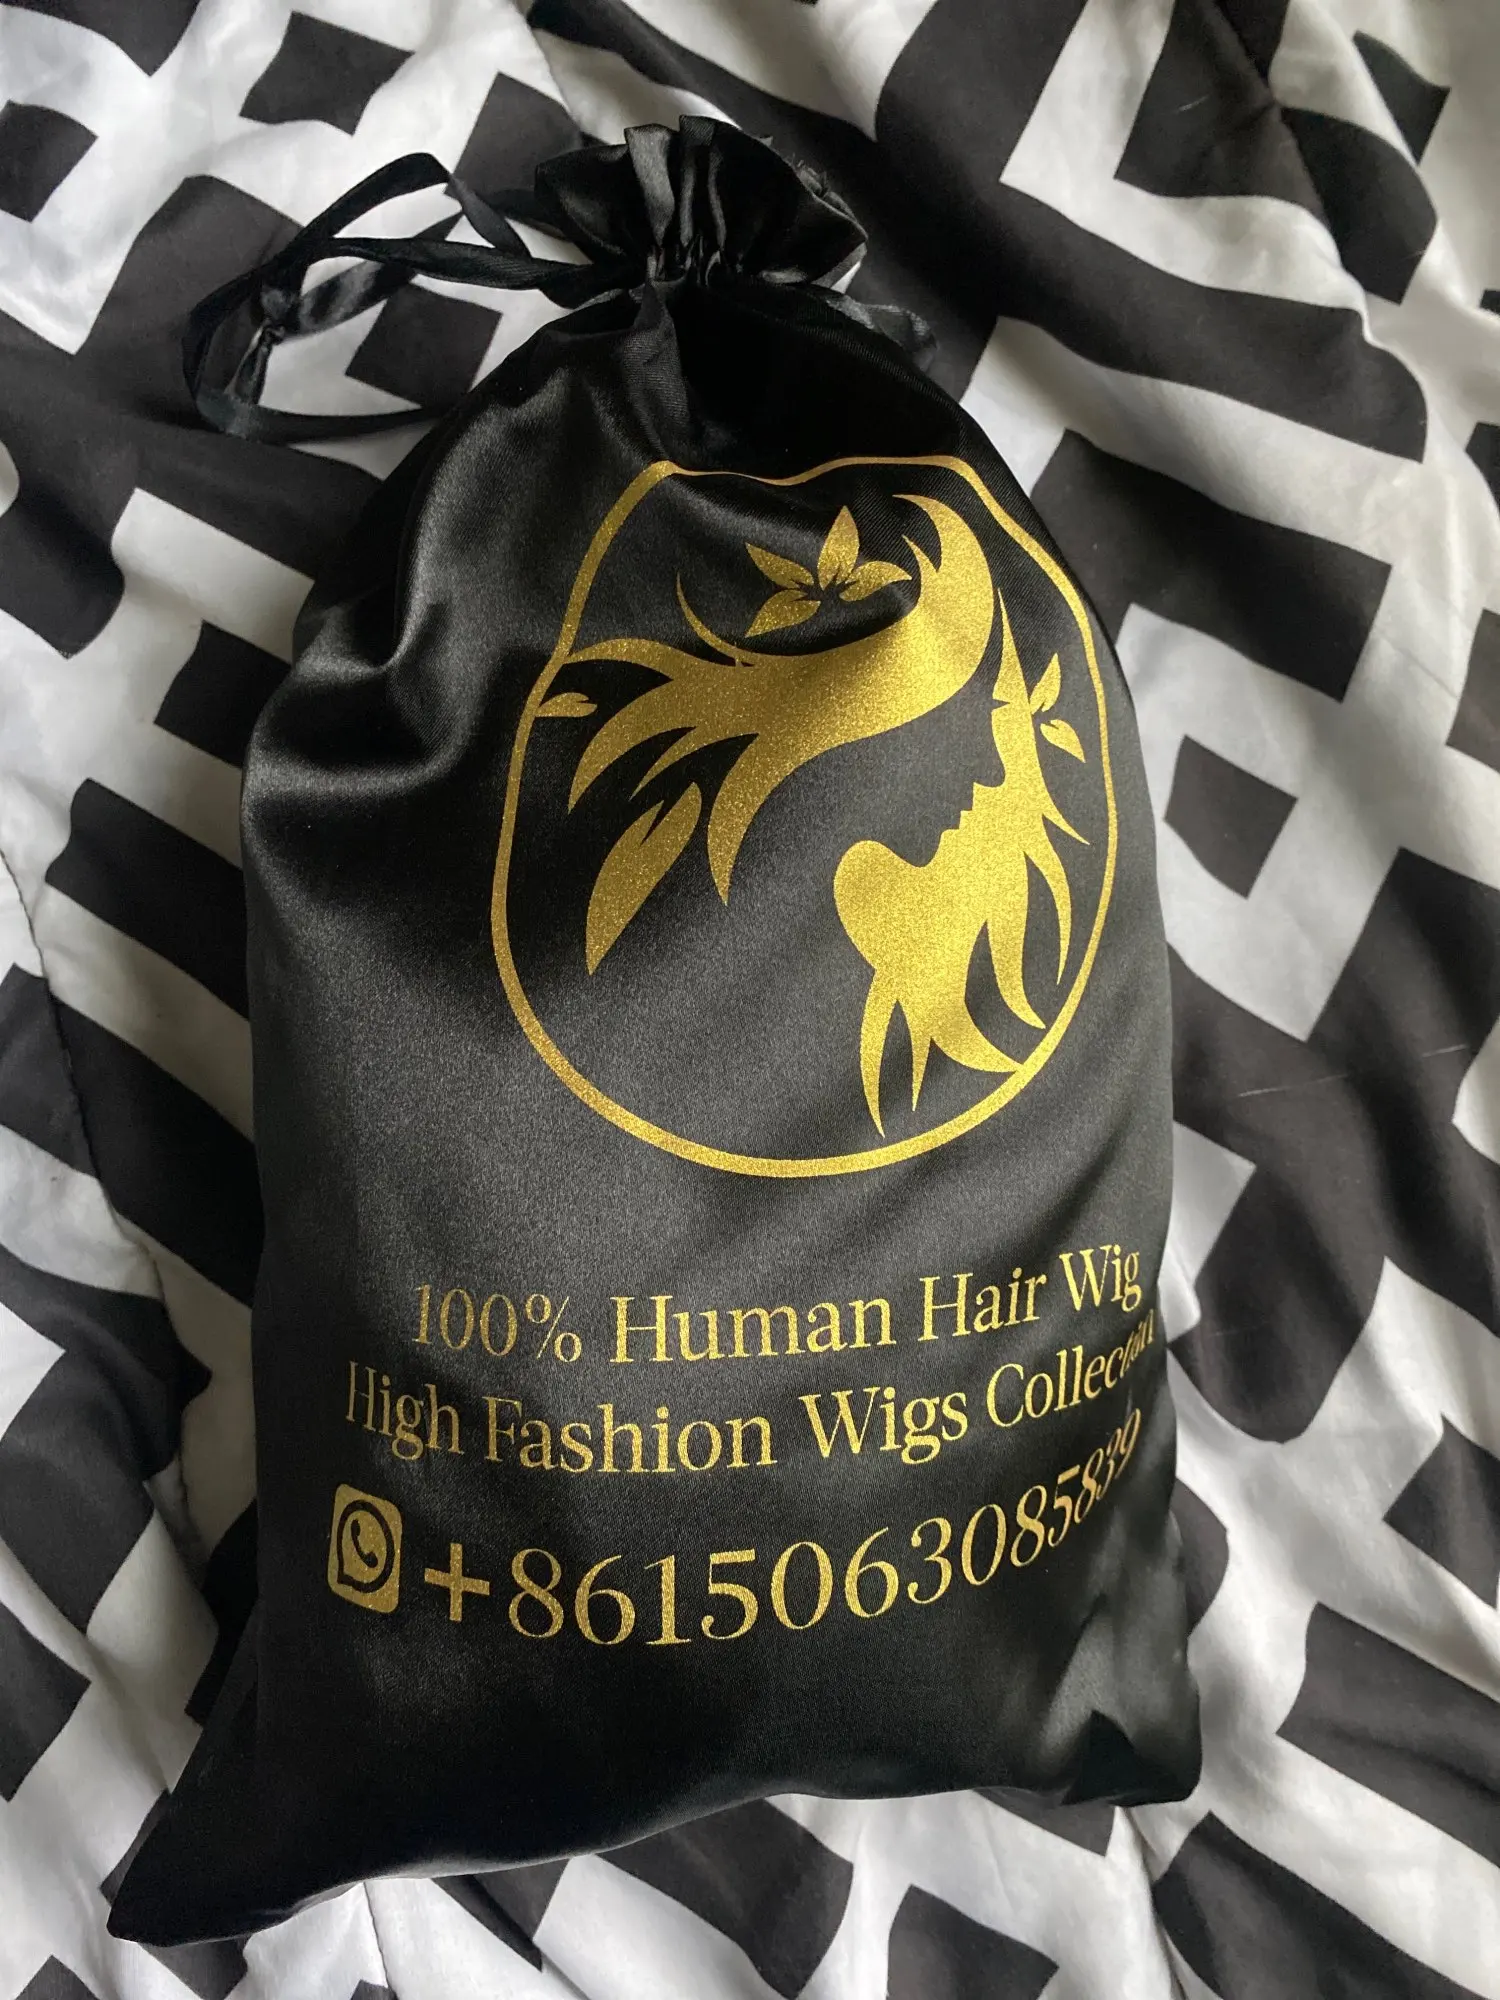 100% Human Hair Wig
High Fashion Wigs Collection
+8615063085839